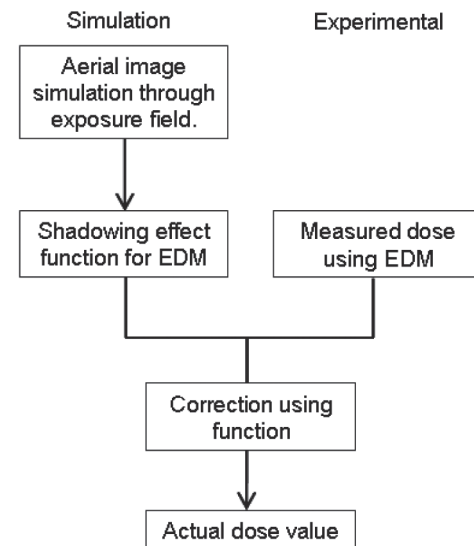 Simulation
Experimental
Aerial image
simulation through
exposure field.
Shadowing effect
function for EDM
Measured dose
using EDM
Correction using
function
Actual dose value